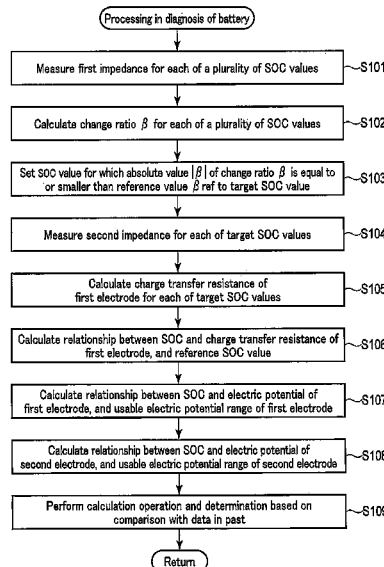 Processing in diagnosis of battery
Measure first impedance for each of a plurality of SOC values
S101
Calculate change ratio β for each of a plurality of SOC values
S102
Set SOC value for which absolute value |β| of change ratio β is equal to
or smaller than reference value β ref to target SOC value
S103
Measure second impedance for each of target SOC values
S104
Calculate charge transfer resistance of
first electrode for each of target SOC values
S105
Calculate relationship between SOC and charge transfer resistance of
first electrode, and reference SOC value
S106
Calculate relationship between SOC and electric potential of
first electrode, and usable electric potential range of first electrode
S107
Calculate relationship between SOC and electric potential of
second electrode, and usable electric potential range of second electrode
S108
Perform calculation operation and determination based on
comparison with data in past
S109
Return